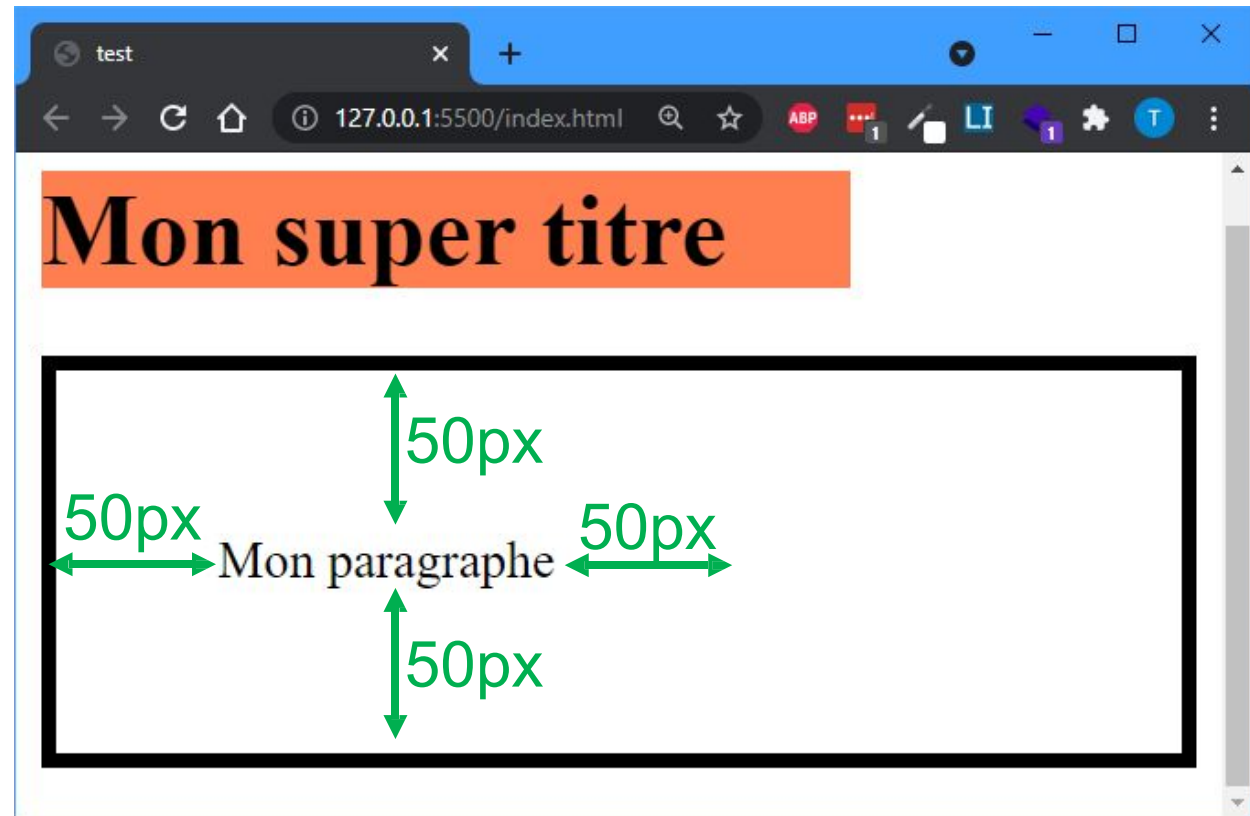 test
127.0.0.1:5500/index.html
ABP
1
LI
1
T
Mon super titre
50px
50px
50px
Mon paragraphe
50px